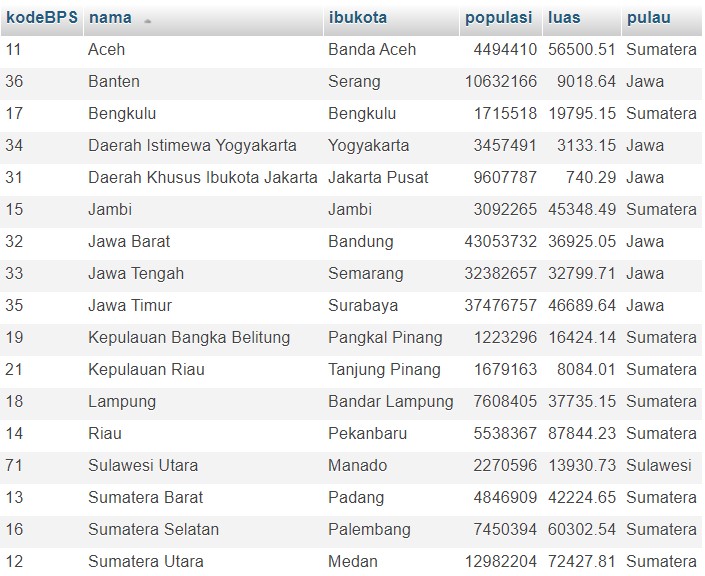 kodeBPS nama ibukota populasi luas pulau
11 Aceh Banda Aceh 4494410 56500.51 Sumatera
36 Banten Serang 10632166 9018.64 Jawa
17 Bengkulu Bengkulu 1715518 19795.15 Sumatera
34 Daerah Istimewa Yogyakarta Yogyakarta 3457491 3133.15 Jawa
31 Daerah Khusus Ibukota Jakarta Jakarta Pusat 9607787 740.29 Jawa
15 Jambi Jambi 3092265 45348.49 Sumatera
32 Jawa Barat Bandung 43053732 36925.05 Jawa
33 Jawa Tengah Semarang 32382657 32799.71 Jawa
35 Jawa Timur Surabaya 37476757 46689.64 Jawa
19 Kepulauan Bangka Belitung Pangkal Pinang 1223296 16424.14 Sumatera
21 Kepulauan Riau Tanjung Pinang 1679163 8084.01 Sumatera
18 Lampung Bandar Lampung 7608405 37735.15 Sumatera
14 Riau Pekanbaru 5538367 87844.23 Sumatera
71 Sulawesi Utara Manado 2270596 13930.73 Sulawesi
13 Sumatera Barat Padang 4846909 42224.65 Sumatera
16 Sumatera Selatan Palembang 7450394 60302.54 Sumatera
12 Sumatera Utara Medan 12982204 72427.81 Sumatera